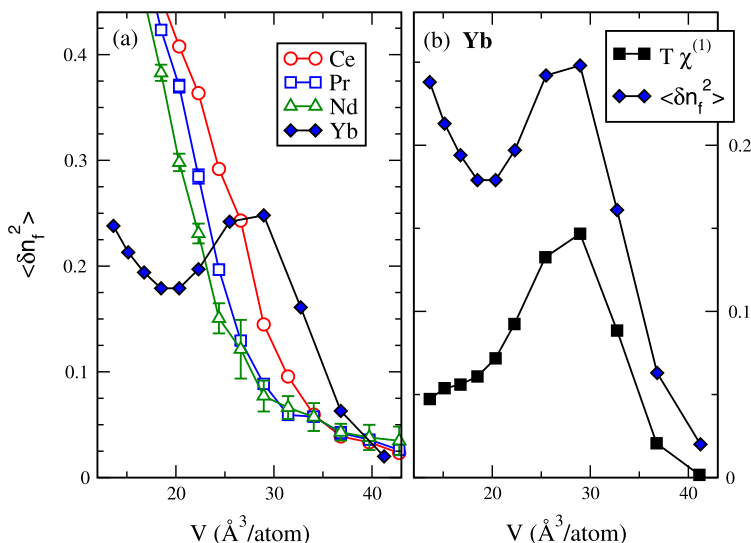 (a)
Ce
Pr
Nd
Yb
0.4
0.3
0.2
0.1
0
<δn_f^2>
20
30
40
V (Å^3/atom)
(b) Yb
T χ^(1)
<δn_f^2>
0.2
0.1
0
20
30
40
V (Å^3/atom)